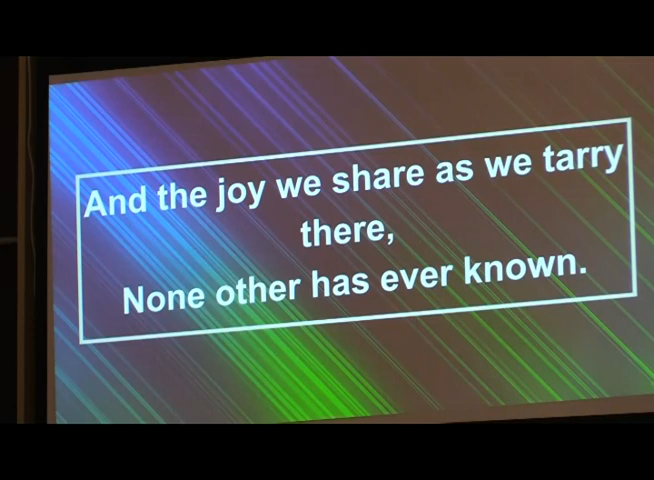 And the joy we share as we tarry
there,
None other has ever known.